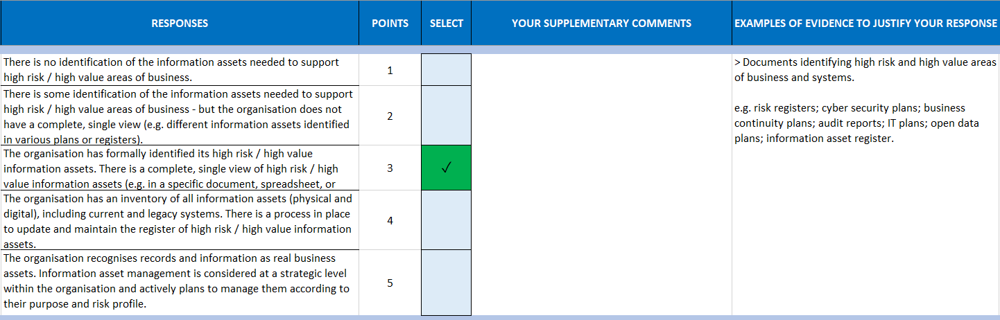 RESPONSES POINTS SELECT YOUR SUPPLEMENTARY COMMENTS EXAMPLES OF EVIDENCE TO JUSTIFY YOUR RESPONSE
There is no identification of the information assets needed to support
high risk / high value areas of business.
1
There is some identification of the information assets needed to support
high risk / high value areas of business - but the organisation does not
have a complete, single view (e.g. different information assets identified
in various plans or registers).
2
The organisation has formally identified its high risk / high value
information assets. There is a complete, single view of high risk / high
value information assets (e.g. in a specific document, spreadsheet, or
3
✓
The organisation has an inventory of all information assets (physical and
digital), including current and legacy systems. There is a process in place
to update and maintain the register of high risk / high value information
assets.
4
The organisation recognises records and information as real business
assets. Information asset management is considered at a strategic level
within the organisation and actively plans to manage them according to
their purpose and risk profile.
5
> Documents identifying high risk and high value areas
of business and systems.
e.g. risk registers; cyber security plans; business
continuity plans; audit reports; IT plans; open data
plans; information asset register.